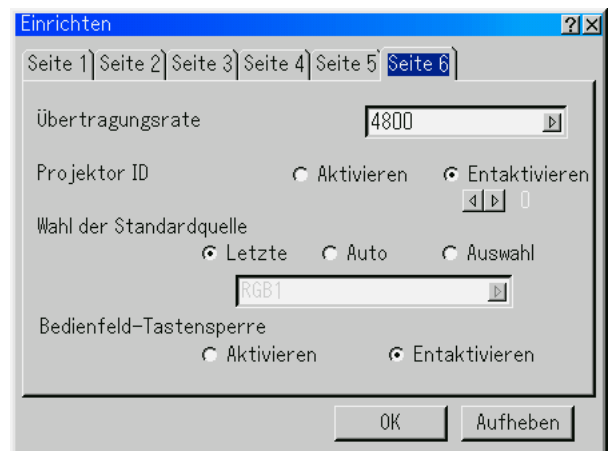 Einrichten
Seite 1 Seite 2 Seite 3 Seite 4 Seite 5 Seite 6
Übertragungsrate 4800
Projektor ID Aktivieren Entaktivieren
0
Wahl der Standardquelle
Letzte Auto Auswahl
RGB1
Bedienfeld-Tastensperre
Aktivieren Entaktivieren
OK Aufheben